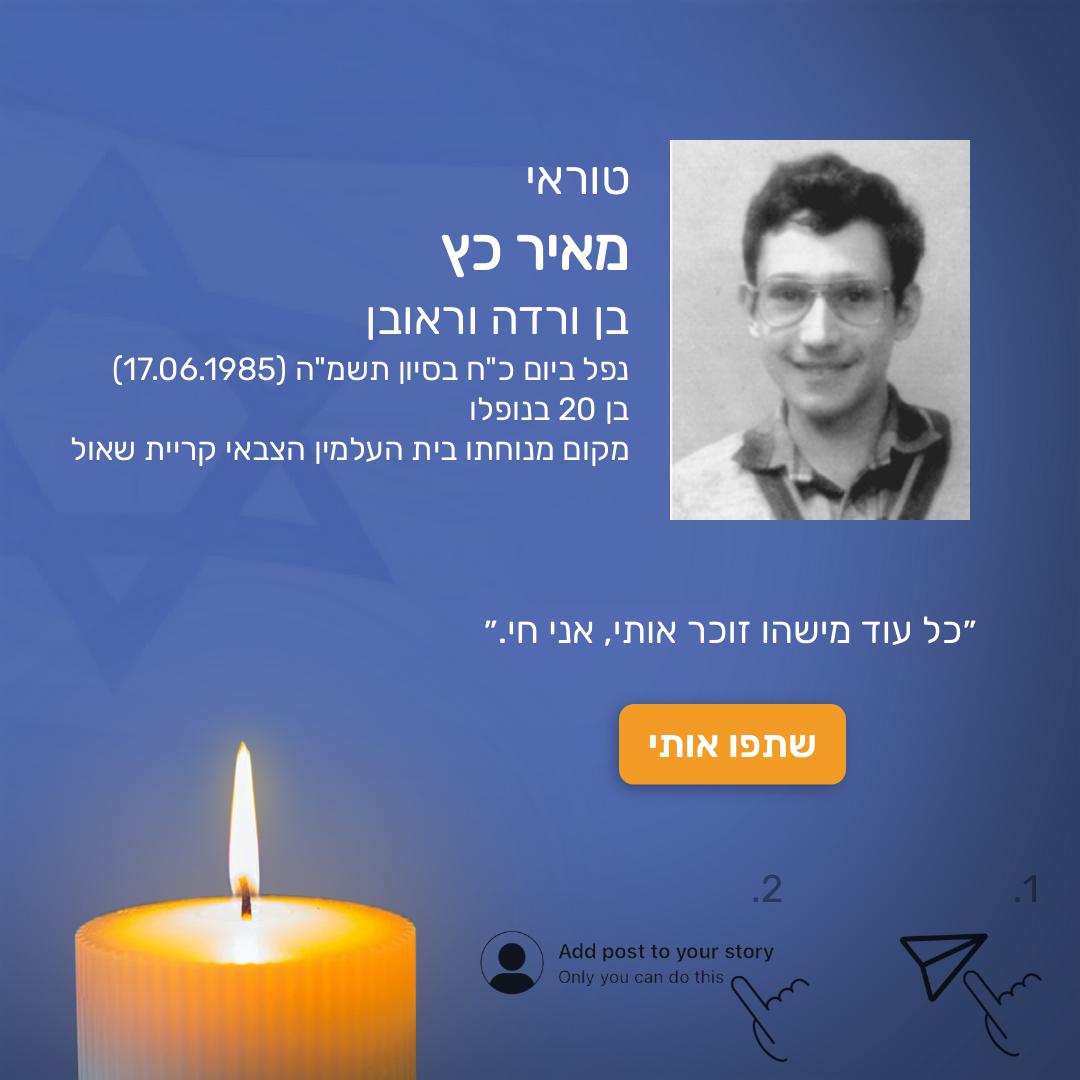 טוראי
מאיר כץ
בן ורדה וראובן
נפל ביום כ"ח בסיון תשמ"ה (17.06.1985)
בן 20 בנופלו
מקום מנוחתו בית העלמין הצבאי קריית שאול
״כל עוד מישהו זוכר אותי, אני חי.״
שתפו אותי
1.
2.
Add post to your story
Only you can do this